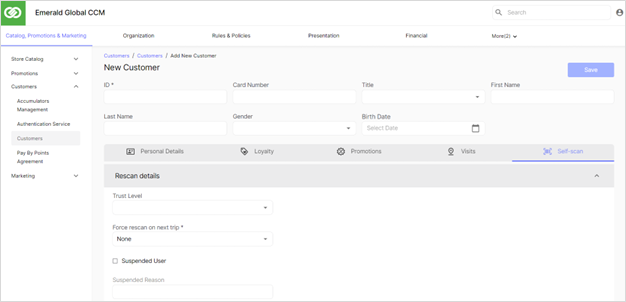 Emerald Global CCM
Search
Catalog, Promotions & Marketing
Organization
Rules & Policies
Presentation
Financial
More(2)
Store Catalog
Promotions
Customers
Accumulators
Management
Authentication Service
Customers
Pay By Points
Agreement
Marketing
Customers / Customers / Add New Customer
New Customer
Save
ID *
Card Number
Title
First Name
Last Name
Gender
Birth Date
Select Date
Personal Details
Loyalty
Promotions
Visits
Self-scan
Rescan details
Trust Level
Force rescan on next trip *
None
Suspended User
Suspended Reason